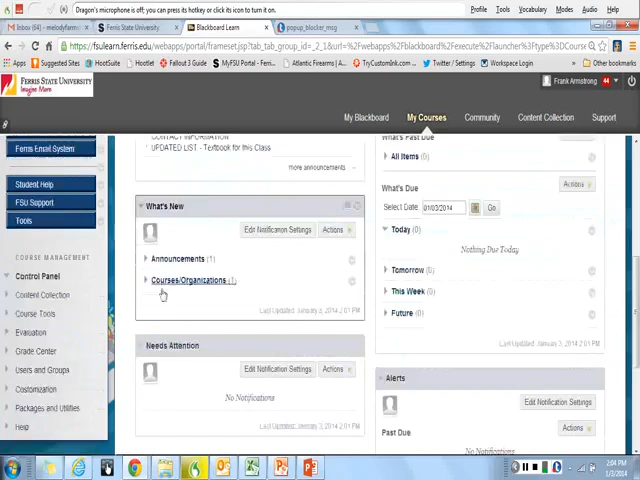 Dragon's microphone is off; you can press its hotkey or click its icon to turn it on.
Profile Tools Vocabulary Modes Audio Help
Inbox (64) - melodyfarms Ferris State University Blackboard Learn popup_blocker_msg
https://fsulearn.ferris.edu/webapps/portal/frameset.jsp?tab_tab_group_id=_2_1&url=%2Fwebapps%2Fblackboard%2Fexecute%2Flauncher%3Ftype%3DCourse
Apps Suggested Sites HootCourse Hootlet Fallout 3 Guide MyFSU Portal - Ging TryCustomInk.com Twitter / Settings Workspace Login Other bookmarks
FERRIS STATE UNIVERSITY
Imagine More
Frank Armstrong 44
My Blackboard My Courses Community Content Collection Support
CONTACT INFORMATION
UPDATED LIST - Textbook for this Class
more announcements
What's New
Edit Notification Settings Actions
Announcements (1)
Courses/Organizations (1)
Last Updated: January 3, 2014 2:01 PM
Needs Attention
Edit Notification Settings Actions
No Notifications
Last Updated: January 3, 2014 2:01 PM
What's Past Due
All Items (0)
What's Due
Actions
Select Date: 01/03/2014 Go
Today (0)
Nothing Due Today
Tomorrow (0)
This Week (0)
Future (0)
Last Updated: January 3, 2014 2:01 PM
Alerts
Edit Notification Settings
Past Due
Actions
No Notifications
Ferris Email System
Student Help
FSU Support
Tools
COURSE MANAGEMENT
Control Panel
Content Collection
Course Tools
Evaluation
Grade Center
Users and Groups
Customization
Packages and Utilities
Help
2:04 PM
1/3/2014